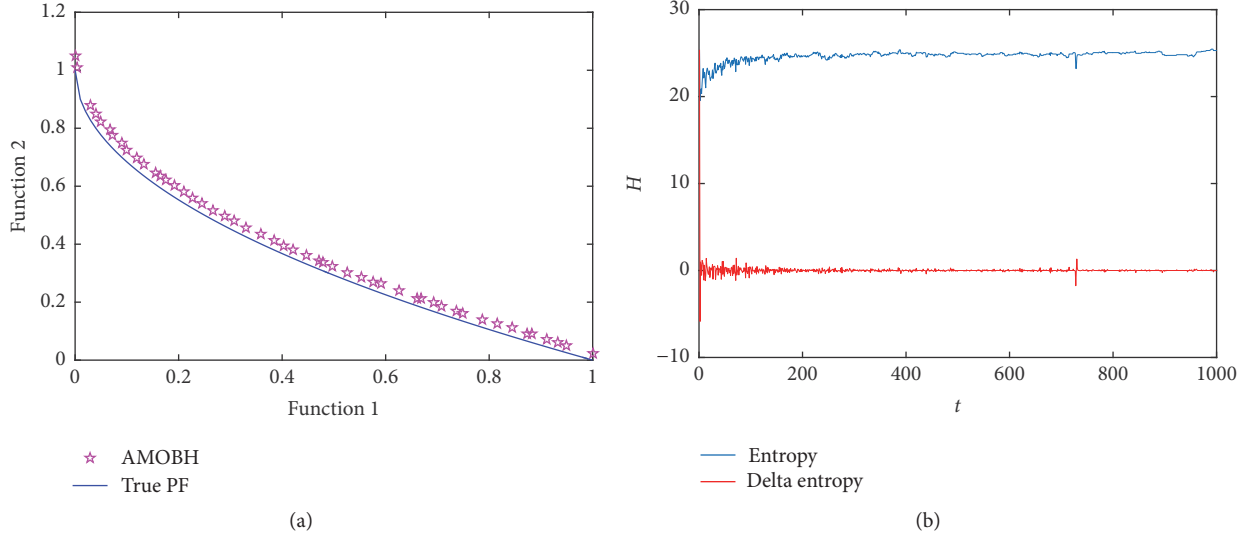 1.2
1
0.8
0.6
0.4
0.2
0
Function 2
0
0.2
0.4
0.6
0.8
1
Function 1
AMOBH
True PF
(a)
30
20
10
0
−10
H
0
200
400
600
800
1000
t
Entropy
Delta entropy
(b)